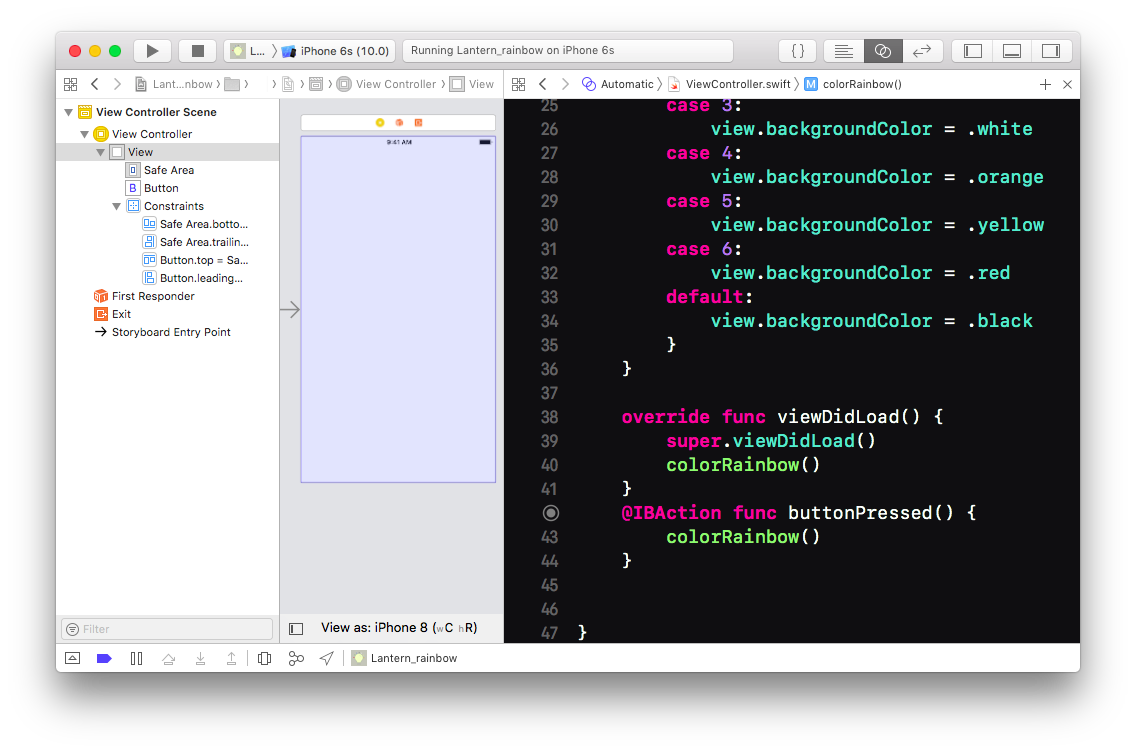 L... iPhone 6s (10.0) Running Lantern_rainbow on iPhone 6s { }
Lant...nbow View Controller View Automatic ViewController.swift M colorRainbow()
View Controller Scene
View Controller
View
Safe Area
B Button
Constraints
Safe Area.botto...
Safe Area.trailin...
Button.top = Sa...
Button.leading...
First Responder
Exit
Storyboard Entry Point
Filter
9:41 AM
View as: iPhone 8 (wC hR)
25 case 3:
26 view.backgroundColor = .white
27 case 4:
28 view.backgroundColor = .orange
29 case 5:
30 view.backgroundColor = .yellow
31 case 6:
32 view.backgroundColor = .red
33 default:
34 view.backgroundColor = .black
35 }
36 }
37
38 override func viewDidLoad() {
39 super.viewDidLoad()
40 colorRainbow()
41 }
@IBAction func buttonPressed() {
43 colorRainbow()
44 }
45
46
47 }
Lantern_rainbow